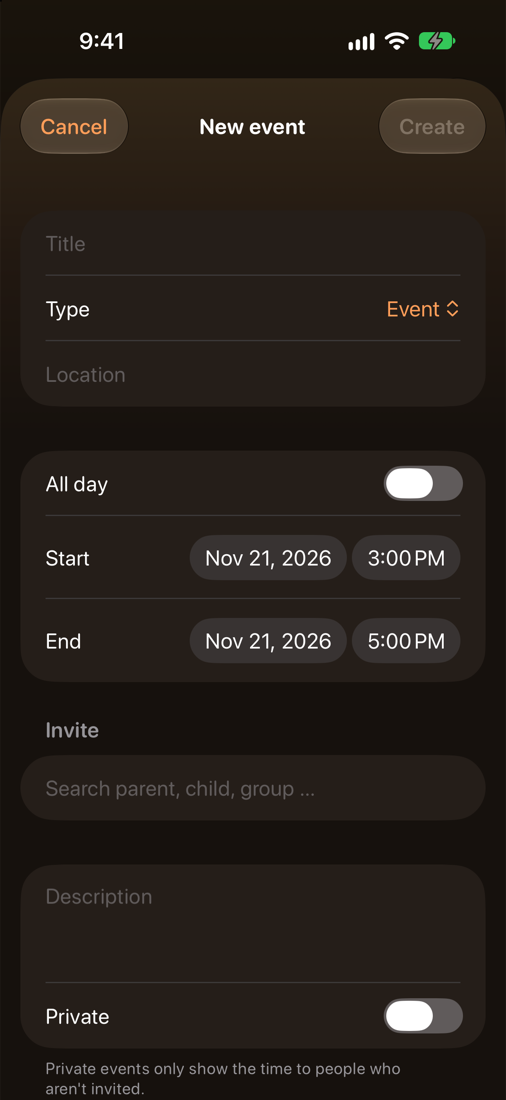 9:41
Cancel New event Create
Title
Type Event
Location
All day
Start Nov 21, 2026 3:00 PM
End Nov 21, 2026 5:00 PM
Invite
Search parent, child, group ...
Description
Private
Private events only show the time to people who
aren't invited.